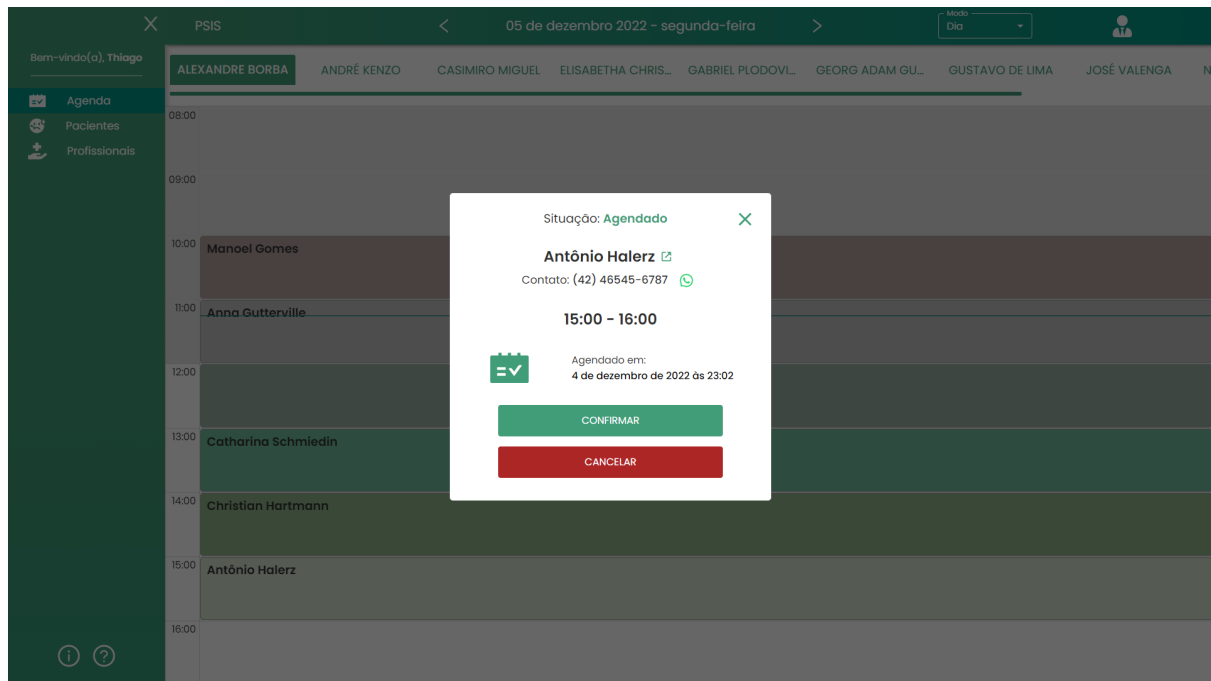 X PSIS < 05 de dezembro 2022 - segunda-feira > Modo
Dia
Bem-vindo(a), Thiago
ALEXANDRE BORBA ANDRÉ KENZO CASIMIRO MIGUEL ELISABETHA CHRIS... GABRIEL PLODOVI... GEORG ADAM GU... GUSTAVO DE LIMA JOSÉ VALENGA N
Agenda
Pacientes
Profissionais
08:00
09:00
10:00 Manoel Gomes
11:00 Anna Gutterville
12:00
13:00 Catharina Schmiedin
14:00 Christian Hartmann
15:00 Antônio Halerz
16:00
Situação: Agendado
Antônio Halerz
Contato: (42) 46545-6787
15:00 - 16:00
Agendado em:
4 de dezembro de 2022 às 23:02
CONFIRMAR
CANCELAR